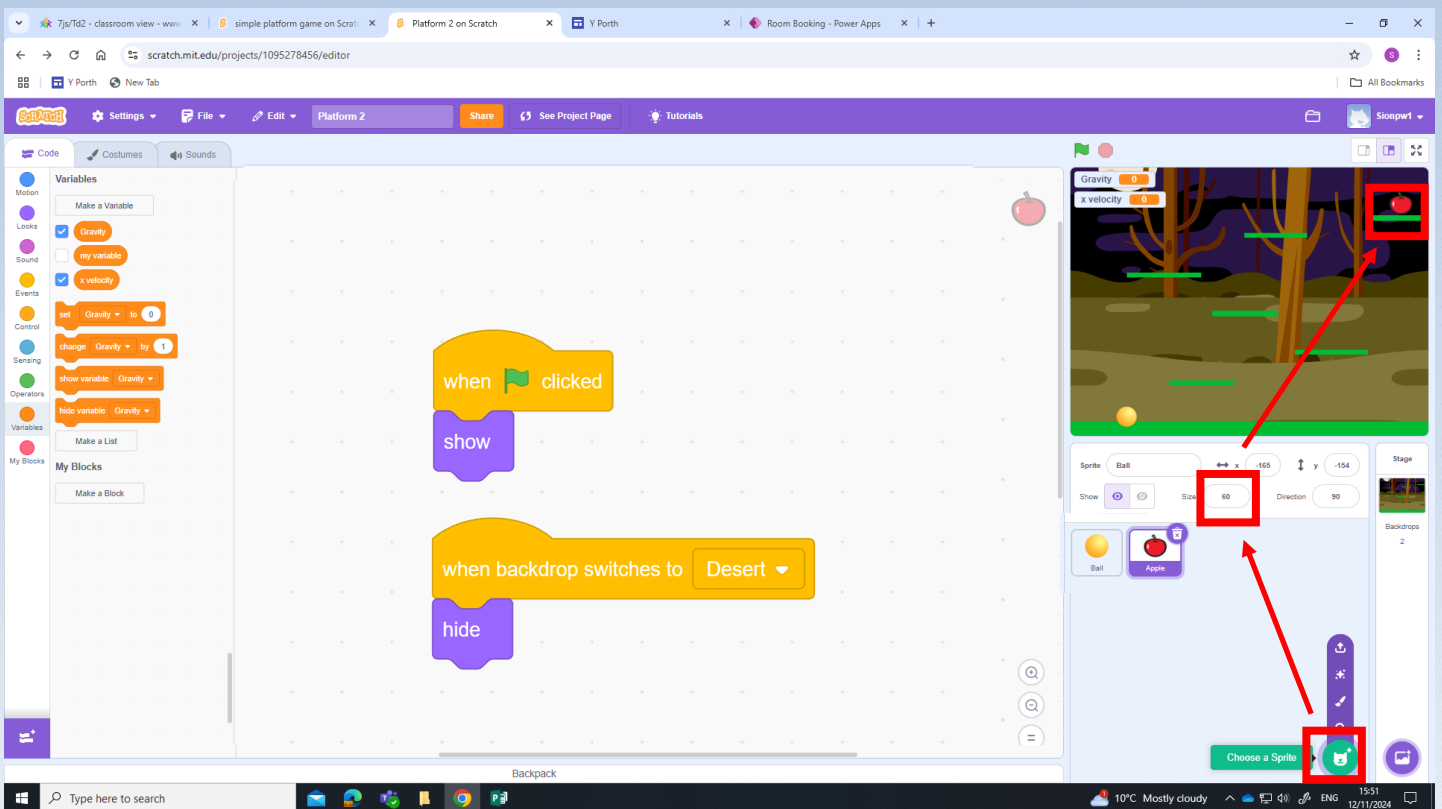 7js/Td2 - classroom view - www
simple platform game on Scratc
Platform 2 on Scratch
Y Porth
Room Booking - Power Apps
scratch.mit.edu/projects/1095278456/editor
S
Y Porth
New Tab
All Bookmarks
SCRATCH
Settings
File
Edit
Platform 2
Share
See Project Page
Tutorials
Sionpw1
Code
Costumes
Sounds
Motion
Looks
Sound
Events
Control
Sensing
Operators
Variables
My Blocks
Variables
Make a Variable
Gravity
my variable
x velocity
set Gravity to 0
change Gravity by 1
show variable Gravity
hide variable Gravity
Make a List
My Blocks
Make a Block
when clicked
show
when backdrop switches to Desert
hide
Gravity 0
x velocity 0
Sprite Ball x -165 y -154
Show Size 60 Direction 90
Ball
Apple
Stage
Backdrops
2
Choose a Sprite
Backpack
Type here to search
10°C Mostly cloudy
ENG
15:51
12/11/2024